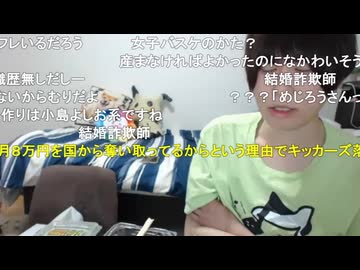 フレいるだろう
女子バスケのかた？
産まなければよかったのになかわいそう
職歴無しだしー
結婚詐欺師
ないからむりだよ
？？？「めじろうさんっ
作りは小島よしお系ですね
結婚詐欺師
月８万円を国から奪い取ってるからという理由でキッカーズ落